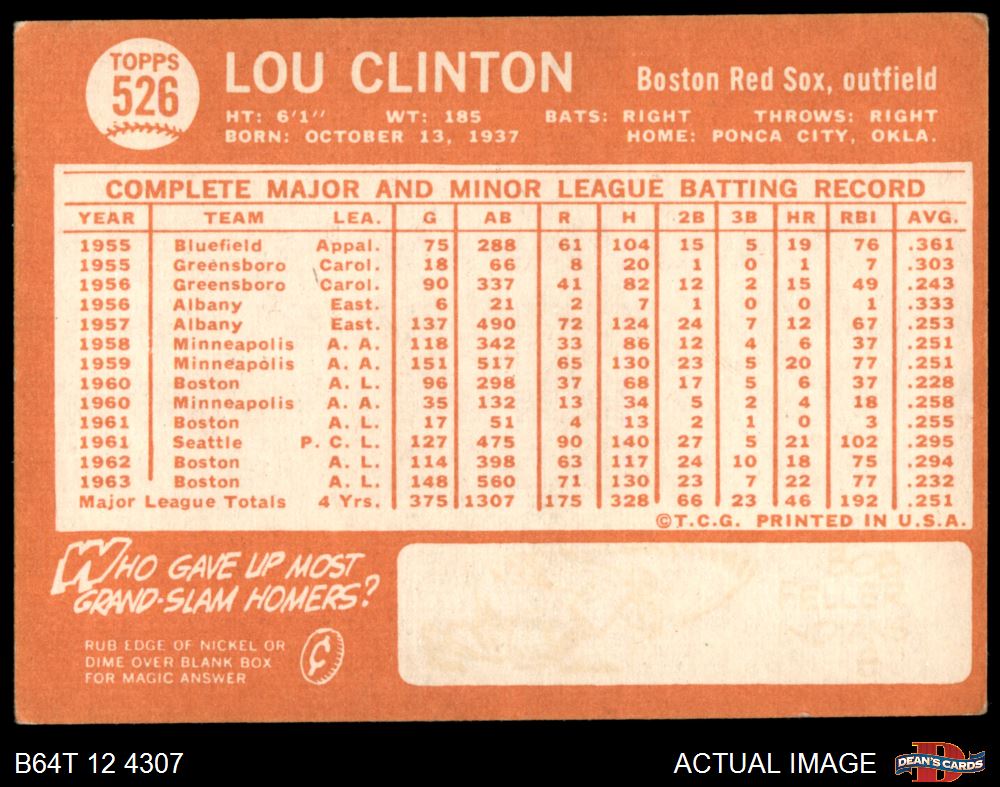 TOPPS
526
LOU CLINTON
Boston Red Sox, outfield
HT: 6'1" WT: 185 BATS: RIGHT THROWS: RIGHT
BORN: OCTOBER 13, 1937 HOME: PONCA CITY, OKLA.
COMPLETE MAJOR AND MINOR LEAGUE BATTING RECORD
YEAR TEAM LEA. G AB R H 2B 3B HR RBI AVG.
1955 Bluefield Appal. 75 288 61 104 15 5 19 76 .361
1955 Greensboro Carol. 18 66 8 20 1 0 1 7 .303
1956 Greensboro Carol. 90 337 41 82 12 2 15 49 .243
1956 Albany East. 6 21 2 7 1 0 0 1 .333
1957 Albany East. 137 490 72 124 24 7 12 67 .253
1958 Minneapolis A. A. 118 342 33 86 12 4 6 37 .251
1959 Minneapolis A. A. 151 517 65 130 23 5 20 77 .251
1960 Boston A. L. 96 298 37 68 17 5 6 37 .228
1960 Minneapolis A. A. 35 132 13 34 5 2 4 18 .258
1961 Boston A. L. 17 51 4 13 2 1 0 3 .255
1961 Seattle P. C. L. 127 475 90 140 27 5 21 102 .295
1962 Boston A. L. 114 398 63 117 24 10 18 75 .294
1963 Boston A. L. 148 560 71 130 23 7 22 77 .232
Major League Totals 4 Yrs. 375 1307 175 328 66 23 46 192 .251
©T.C.G. PRINTED IN U.S.A.
WHO GAVE UP MOST
GRAND-SLAM HOMERS?
RUB EDGE OF NICKEL OR
DIME OVER BLANK BOX
FOR MAGIC ANSWER
BOB
FELLER
B64T 12 4307
ACTUAL IMAGE
DEAN'S CARDS